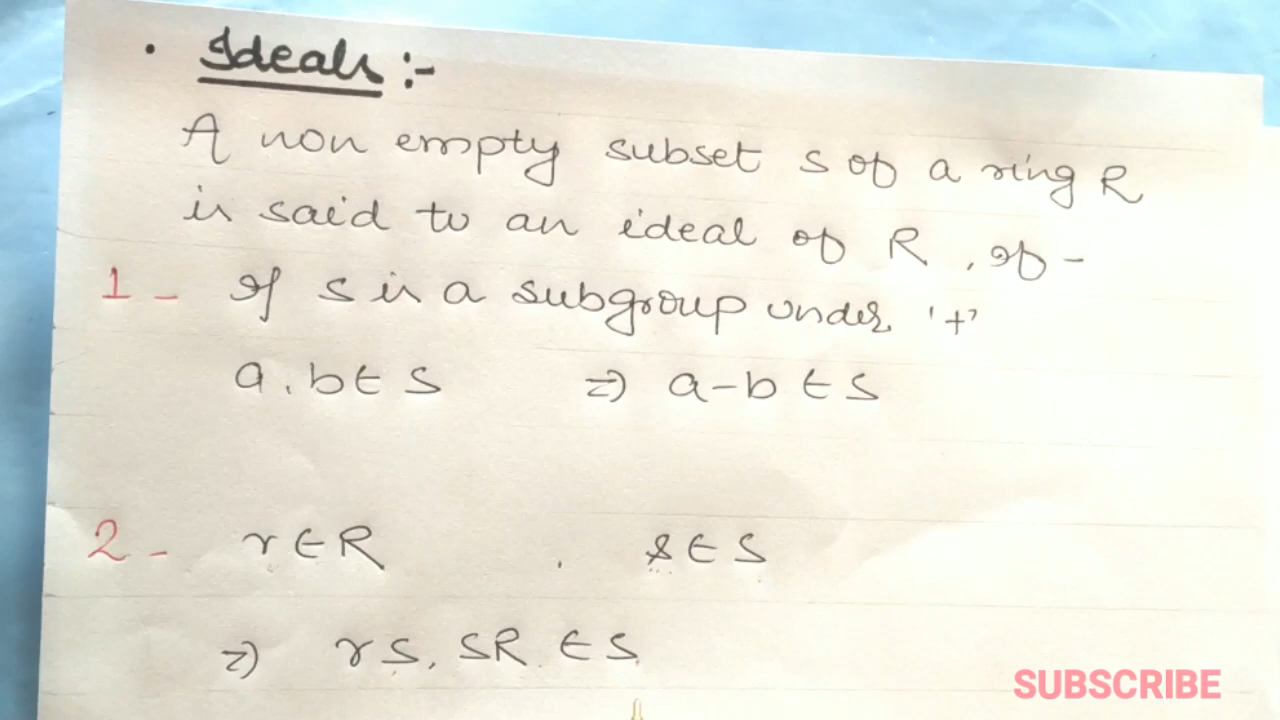 • Ideals :-
A non empty subset S of a ring R
is said to an ideal of R, if -
1 - If S is a subgroup under '+'
a, b ∈ S ⇒ a-b ∈ S
2 - r ∈ R , s ∈ S
⇒ rs, SR ∈ S
SUBSCRIBE